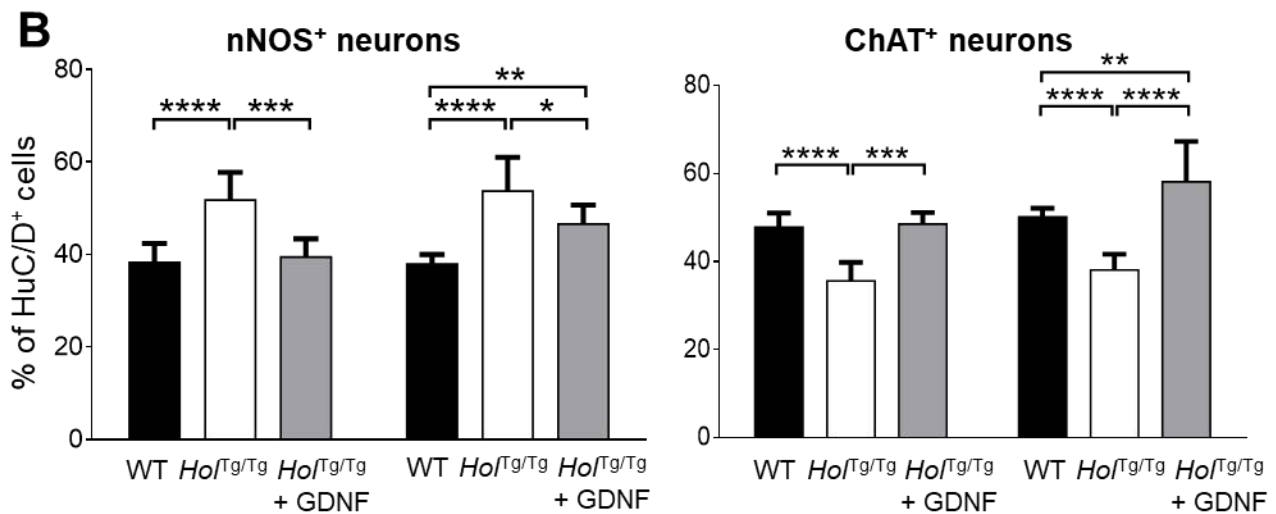 B
nNOS⁺ neurons
ChAT⁺ neurons
% of HuC/D⁺ cells
80
60
40
20
0
**** ***
**
**** *
WT Hol^Tg/Tg Hol^Tg/Tg + GDNF
WT Hol^Tg/Tg Hol^Tg/Tg + GDNF
80
60
40
20
0
**** ***
**
**** ****
WT Hol^Tg/Tg Hol^Tg/Tg + GDNF
WT Hol^Tg/Tg Hol^Tg/Tg + GDNF